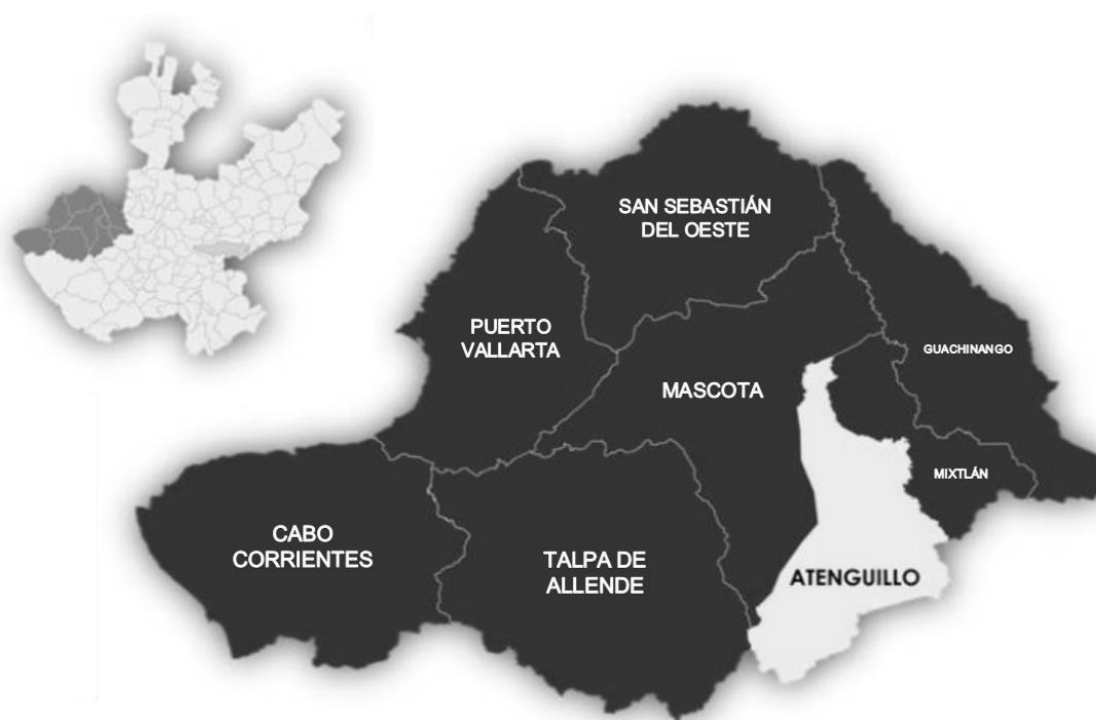 SAN SEBASTIÁN
DEL OESTE
PUERTO
VALLARTA
GUACHINANGO
MASCOTA
MIXTLÁN
CABO
CORRIENTES
TALPA DE
ALLENDE
ATENGUILLO